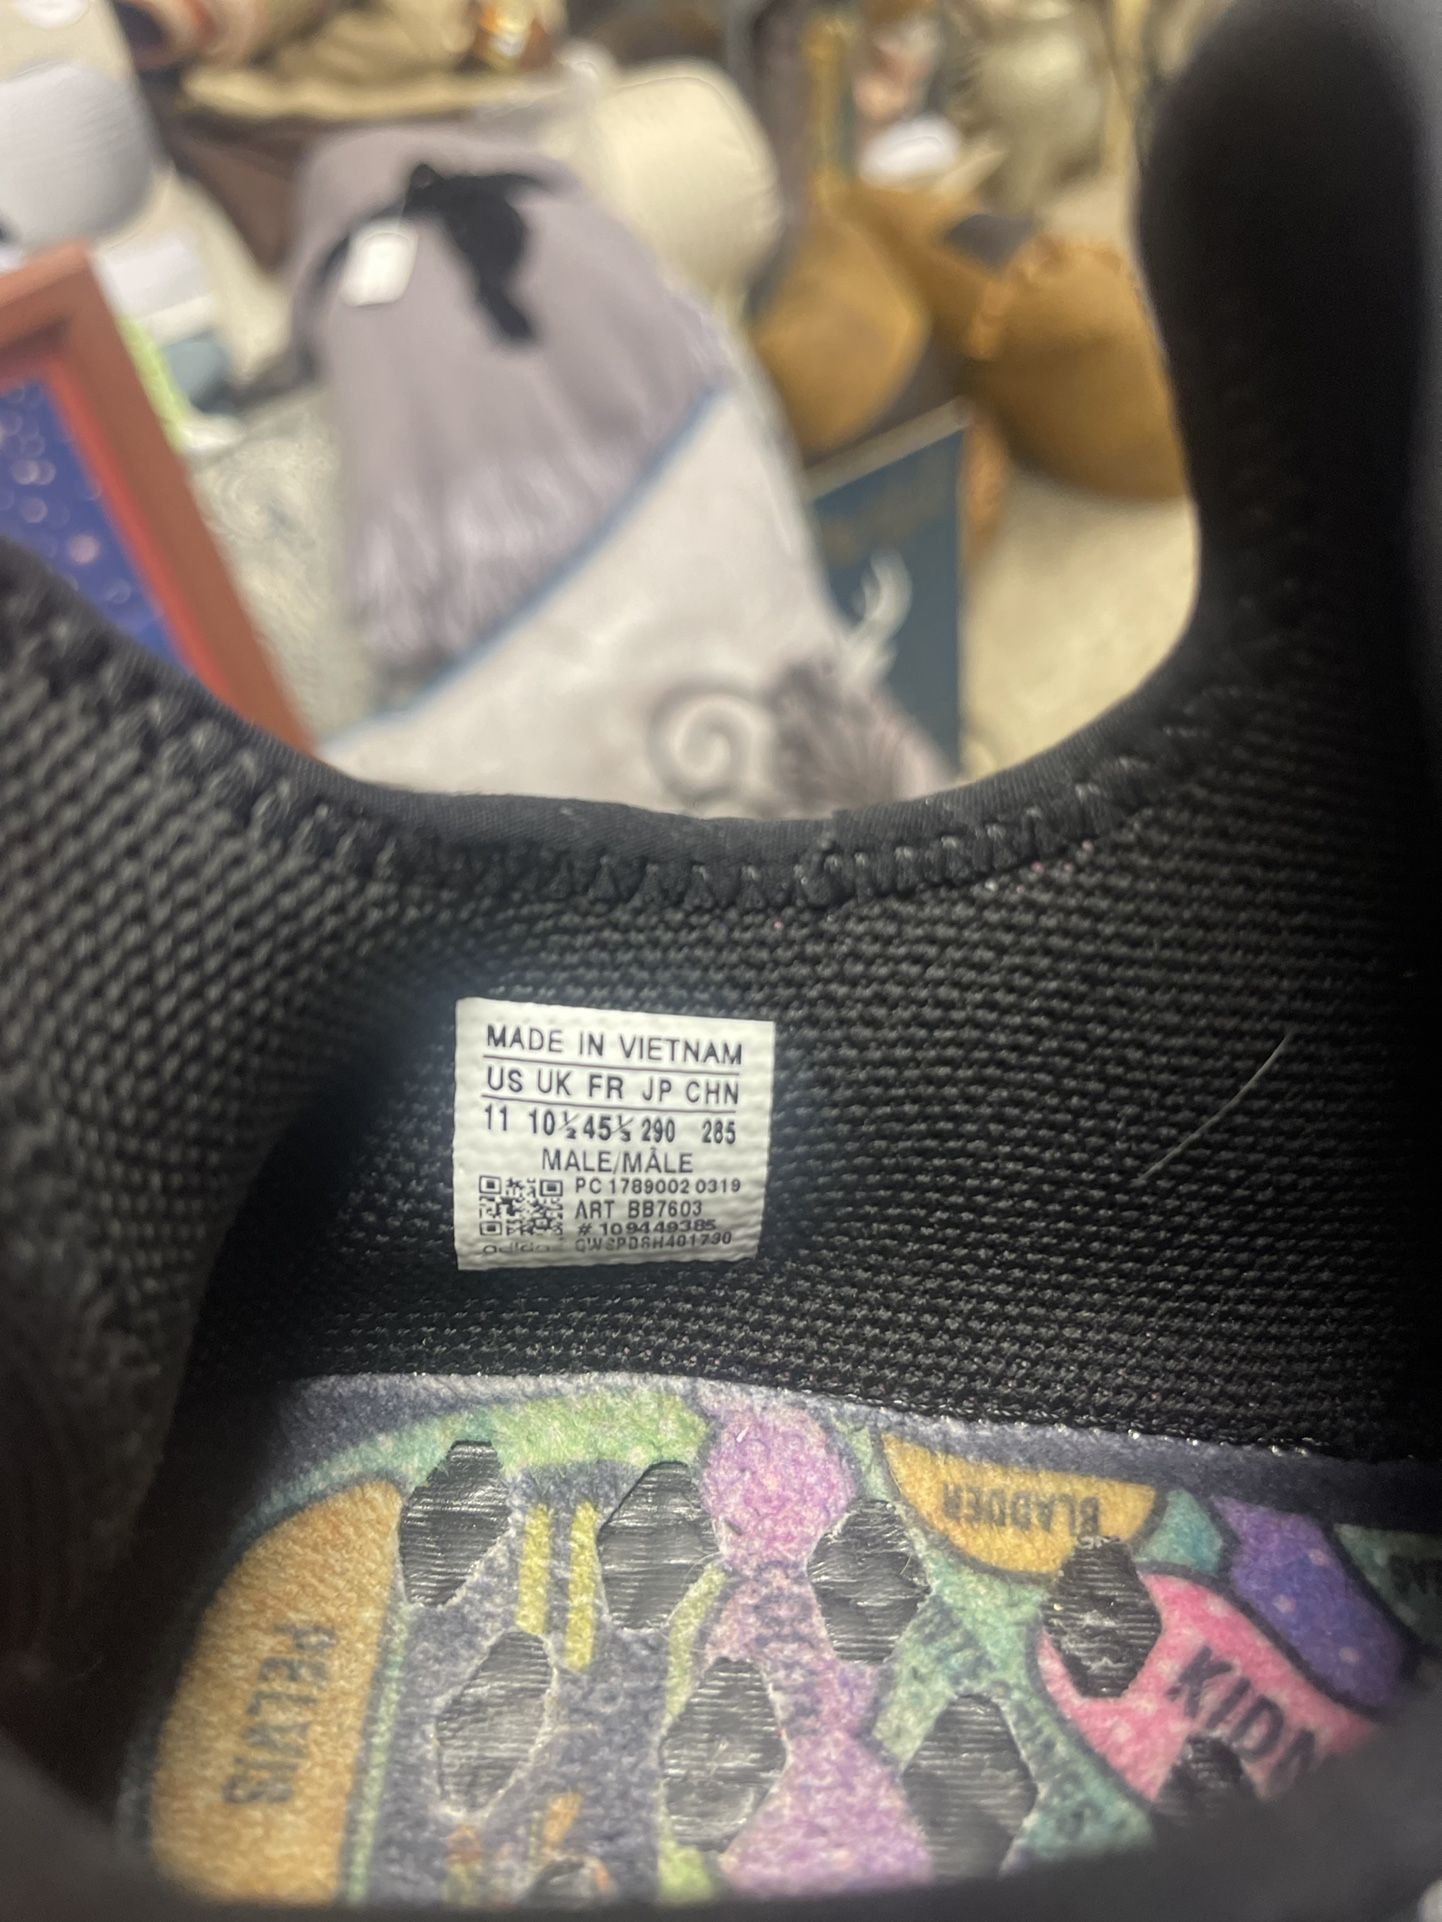 MADE IN VIETNAM
US UK FR JP CHN
11 10½ 45⅓ 290 285
MALE/MÂLE
PC 1789002 0319
ART BB7603
# 109449385
adidas
BLADDER
PELVIS
KIDN